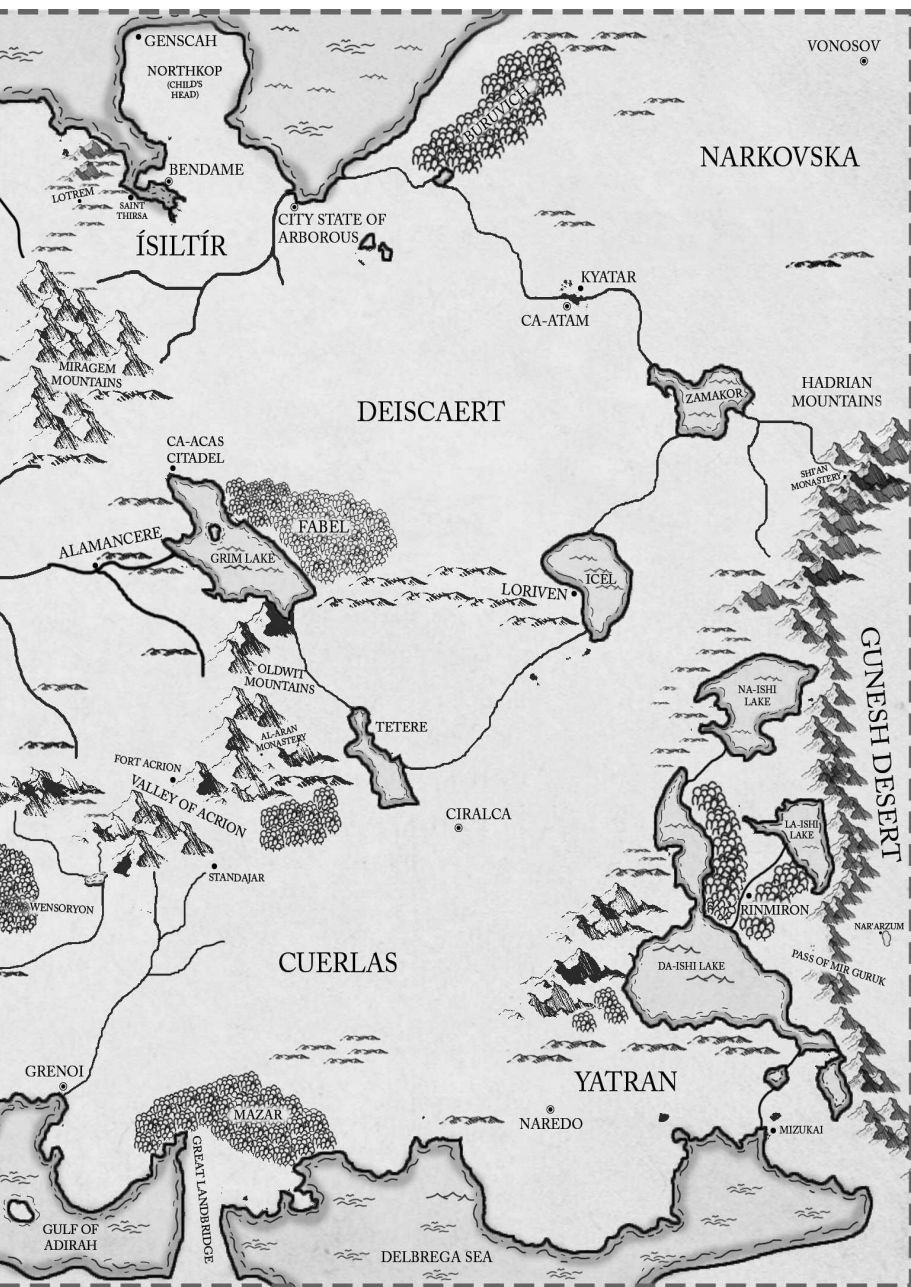 GENSCAH
VONOSOV
NORTHKOP
(CHILD'S
HEAD)
BURUVICH
NARKOVSKA
BENDAME
LOTREM
SAINT
THIRSA
CITY STATE OF
ARBOROUS
ÍSILTÍR
KYATAR
CA-ATAM
MIRAGEM
MOUNTAINS
ZAMAKOR
HADRIAN
MOUNTAINS
DEISCAERT
CA-ACAS
CITADEL
SHI'AN
MONASTERY
FABEL
ALAMANCERE
GRIM LAKE
ICEL
LORIVEN
GUNESH DESERT
OLDWIT
MOUNTAINS
NA-ISHI
LAKE
TETERE
AL-ARAN
MONASTERY
FORT ACRION
VALLEY OF ACRION
CIRALCA
LA-ISHI
LAKE
STANDAJAR
WENSORYON
RINMIRON
NAR'ARZUM
CUERLAS
DA-ISHI LAKE
PASS OF MIR GURUK
GRENOI
YATRAN
MAZAR
NAREDO
MIZUKAI
GREAT LANDBRIDGE
GULF OF
ADIRAH
DELBREGA SEA